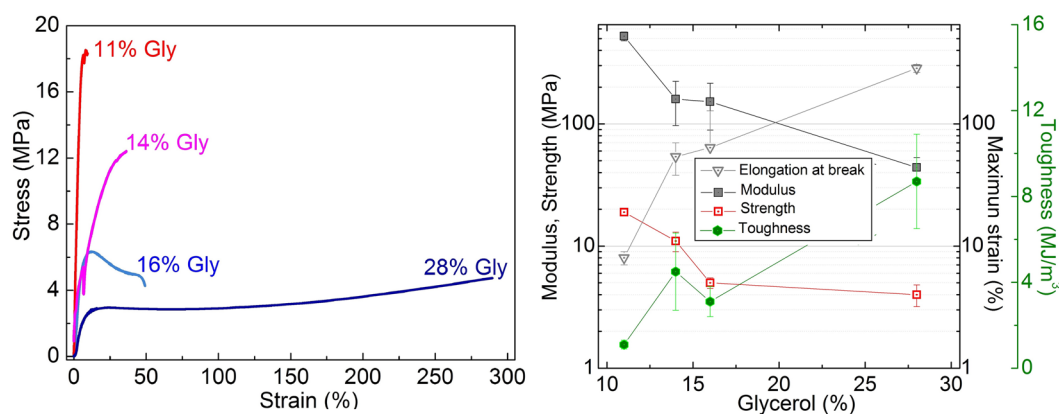 20
16
12
8
4
0
Stress (MPa)
11% Gly
14% Gly
16% Gly
28% Gly
0 50 100 150 200 250 300
Strain (%)
100
10
1
Modulus, Strength (MPa)
Elongation at break
Modulus
Strength
Toughness
10 15 20 25 30
Glycerol (%)
100
10
1
Maximun strain (%)
16
12
8
4
0
Toughness (MJ/m³)